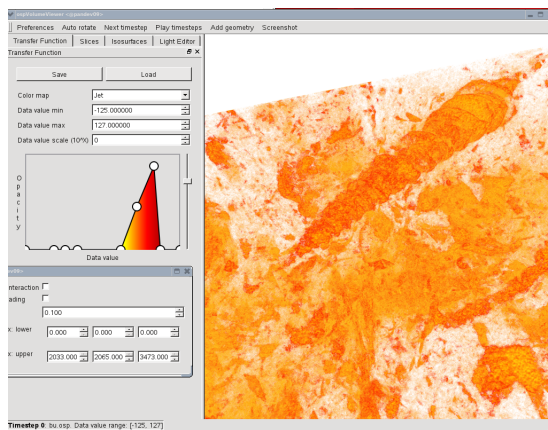 ospVolumeViewer
Preferences Auto rotate Next timestep Play timesteps Add geometry Screenshot
Transfer Function Slices Isosurfaces Light Editor
Transfer Function
Save Load
Color map Jet
Data value min -125.000000
Data value max 127.000000
Data value scale (10^X) 0
Opacity
Data value
nteraction
ading
0.100
x: lower 0.000 0.000 0.000
x: upper 2033.000 2065.000 3473.000
Timestep 0: bu.osp. Data value range: [-125, 127]